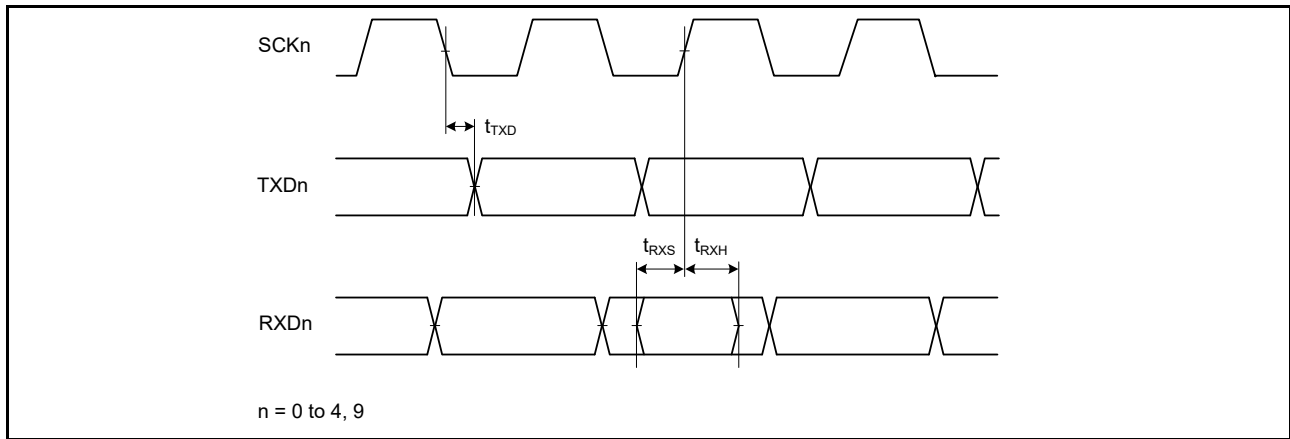 SCKn
tTXD
TXDn
tRXS tRXH
RXDn
n = 0 to 4, 9